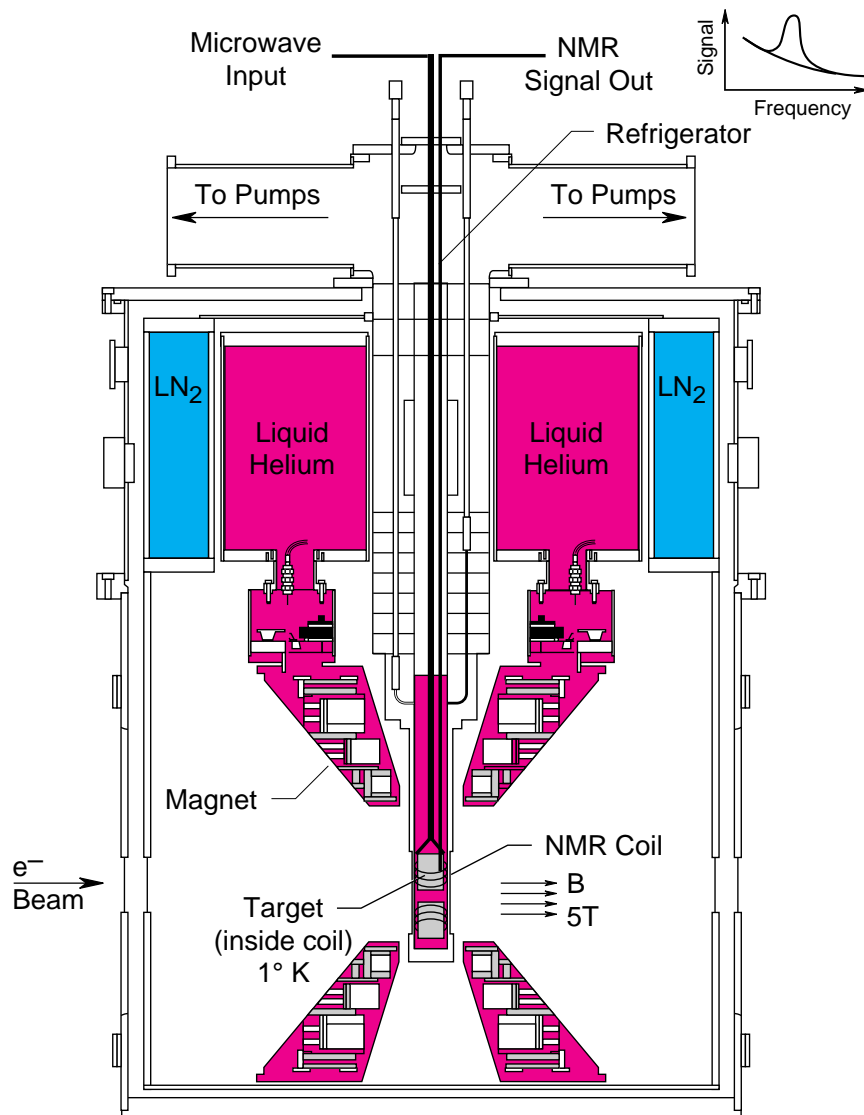 Microwave
Input
NMR
Signal Out
Signal
Frequency
Refrigerator
To Pumps
To Pumps
LN2
Liquid
Helium
Liquid
Helium
LN2
Magnet
NMR Coil
e–
Beam
Target
(inside coil)
1° K
B
5T